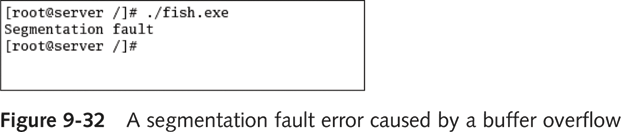 [root@server /]# ./fish.exe
Segmentation fault
[root@server /]#
Figure 9-32 A segmentation fault error caused by a buffer overflow